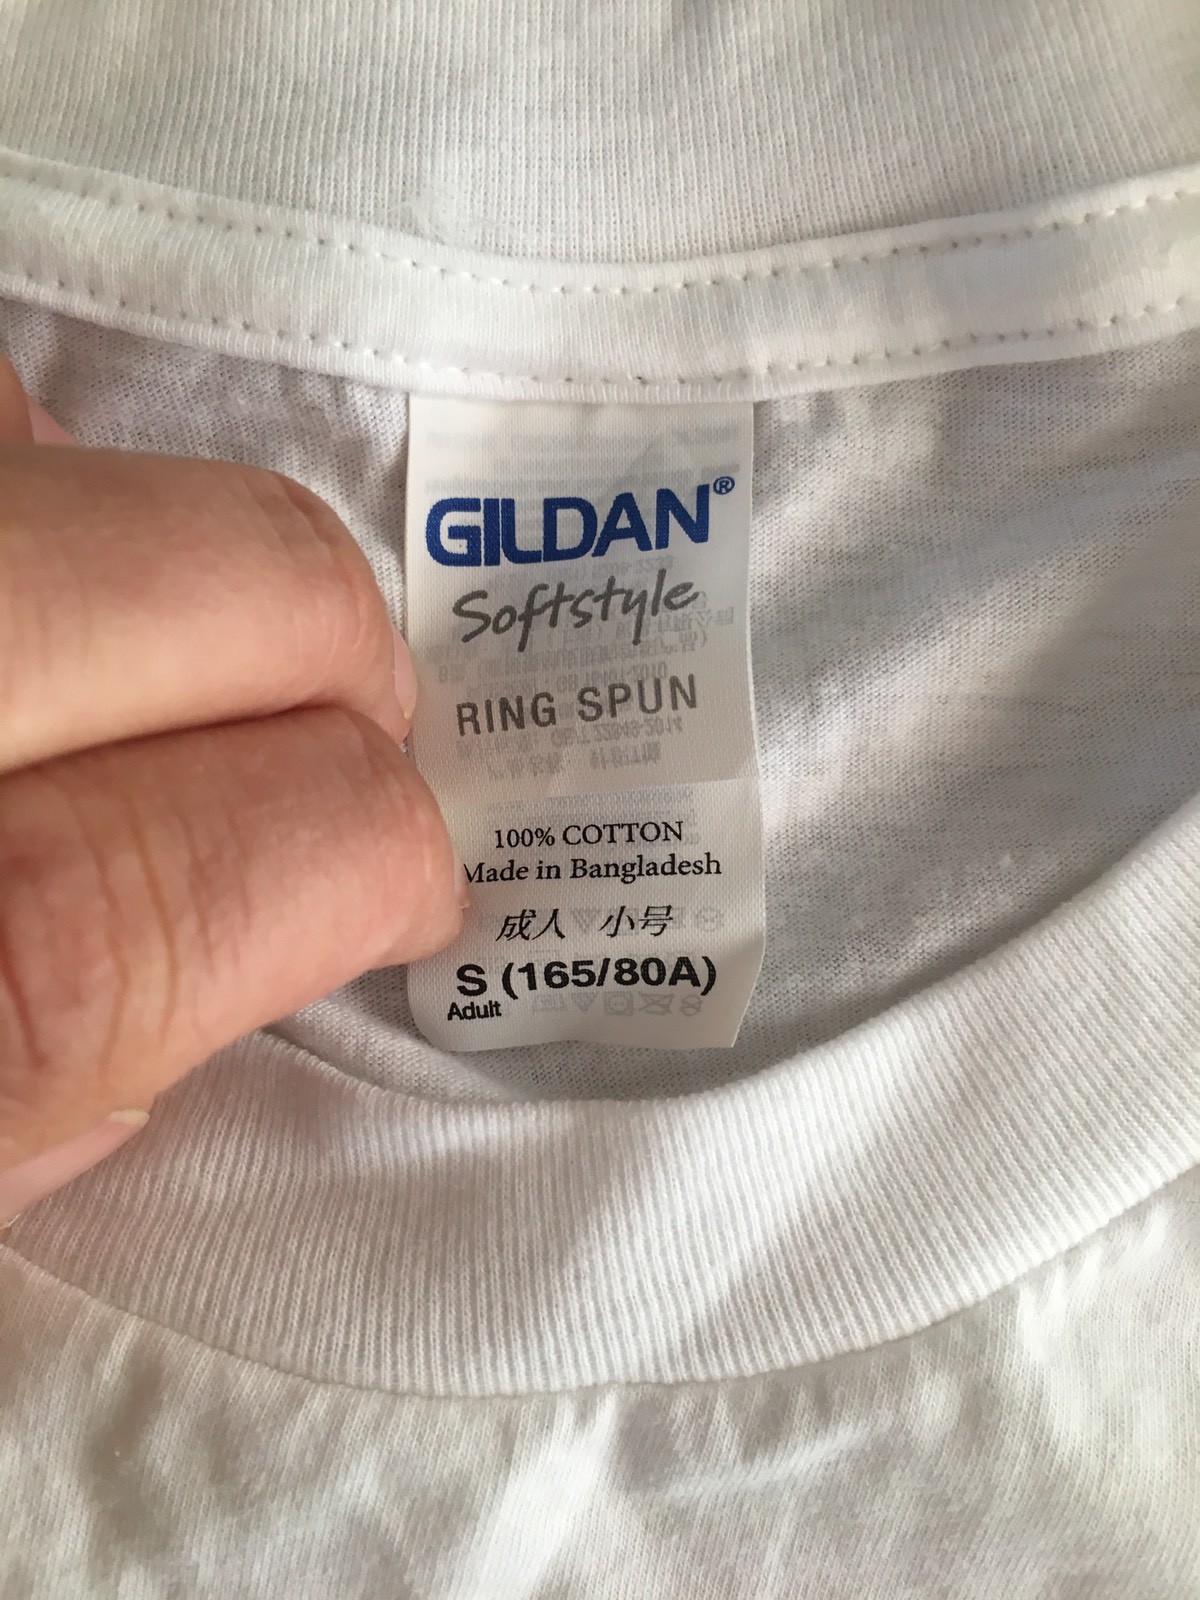 GILDAN®
Softstyle
RING SPUN
100% COTTON
Made in Bangladesh
成人 小号
S (165/80A)
Adult